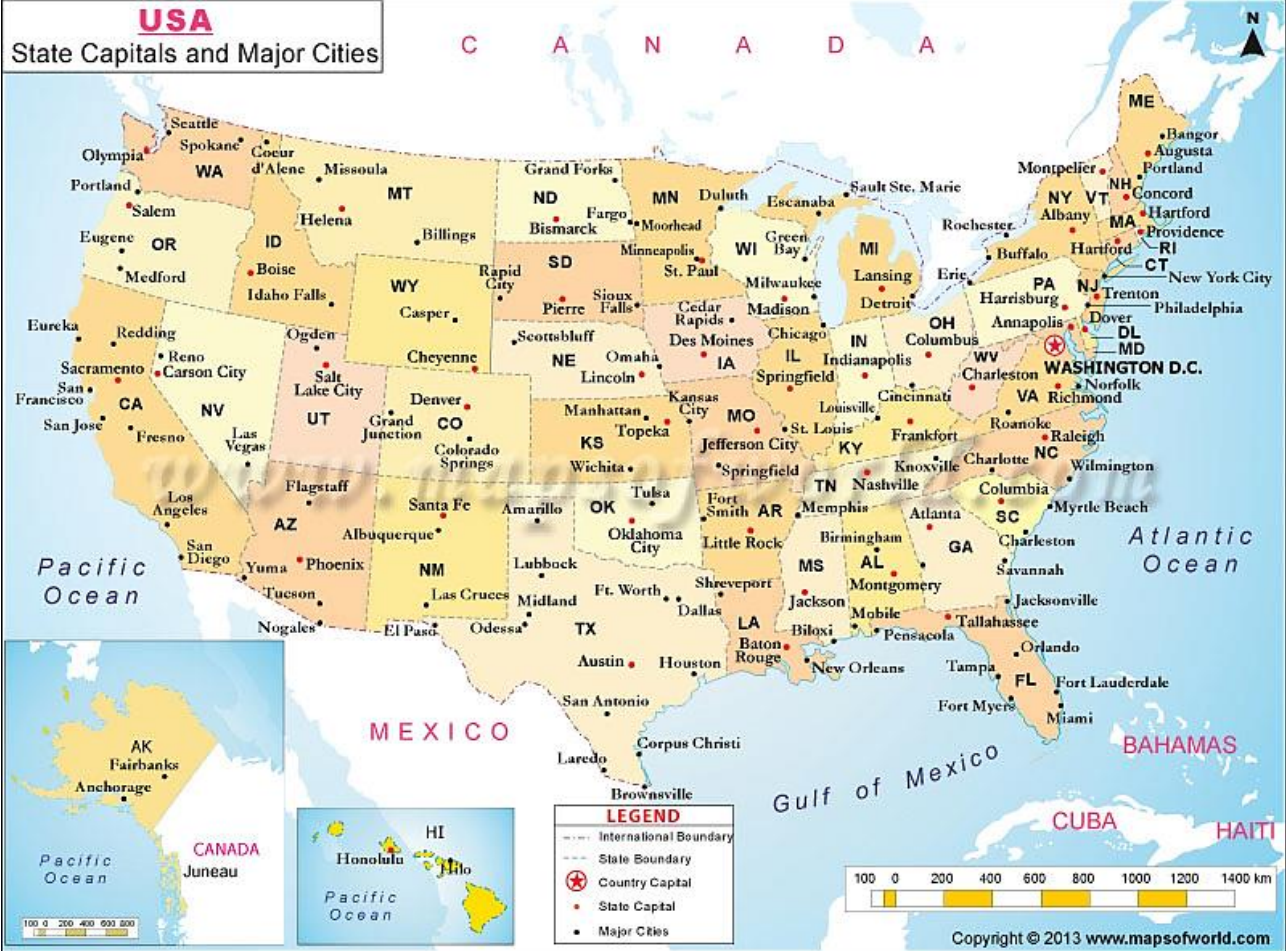 USA
State Capitals and Major Cities
N
C A N A D A
ME
Seattle
Bangor
Spokane
Coeur
d'Alene
Olympia
Augusta
WA
Missoula
Grand Forks
MN
Duluth
Sault Ste. Marie
Montpelier
Portland
Portland
MT
ND
Escanaba
NY
VT
NH
Concord
Salem
Helena
Bismarck
Fargo
Moorhead
Albany
MA
Hartford
Eugene
OR
ID
Billings
Minneapolis
WI
Green
Bay
MI
Rochester
Buffalo
Hartford
Providence
RI
CT
Medford
Boise
SD
St. Paul
Lansing
Erie
New York City
Idaho Falls
WY
Rapid
City
Pierre
Sioux
Falls
Milwaukee
Madison
Detroit
PA
NJ
Harrisburg
Trenton
Philadelphia
Casper
Cedar
Rapids
Chicago
Annapolis
Dover
Eureka
Redding
Ogden
Scottsbluff
Des Moines
IN
OH
Columbus
DL
MD
Reno
Cheyenne
NE
Omaha
IA
IL
Indianapolis
WV
WASHINGTON D.C.
Sacramento
Carson City
Salt
Lake City
Lincoln
Springfield
Charleston
Norfolk
San
Francisco
CA
NV
UT
Denver
Kansas
City
Cincinnati
VA
Richmond
San Jose
Grand
Junction
CO
Manhattan
Topeka
MO
St. Louis
Louisville
Frankfort
Roanoke
Fresno
Las
Vegas
Colorado
Springs
KS
Jefferson City
KY
Raleigh
Wichita
Springfield
Knoxville
Charlotte
NC
Wilmington
www.mapsofworld.com
Los
Angeles
Flagstaff
Santa Fe
Amarillo
OK
Tulsa
Fort
Smith
AR
TN
Nashville
Memphis
Columbia
SC
Myrtle Beach
AZ
Albuquerque
Oklahoma
City
Little Rock
Birmingham
Atlanta
GA
Charleston
Atlantic
Ocean
San
Diego
Yuma
Phoenix
NM
Lubbock
MS
AL
Montgomery
Savannah
Pacific
Ocean
Tucson
Las Cruces
Midland
Ft. Worth
Dallas
Shreveport
Jackson
Jacksonville
Nogales
El Paso
Odessa
TX
LA
Mobile
Tallahassee
Baton
Rouge
Biloxi
Pensacola
Austin
Houston
New Orleans
Orlando
Tampa
FL
Fort Lauderdale
San Antonio
Fort Myers
Miami
MEXICO
Corpus Christi
BAHAMAS
Laredo
Gulf of Mexico
Brownsville
AK
Fairbanks
Anchorage
CANADA
Juneau
Pacific
Ocean
100 0 200 400 600 800
HI
Honolulu
Hilo
Pacific
Ocean
LEGEND
International Boundary
State Boundary
Country Capital
State Capital
Major Cities
CUBA
HAITI
100 0 200 400 600 800 1000 1200 1400 km
Copyright © 2013 www.mapsofworld.com